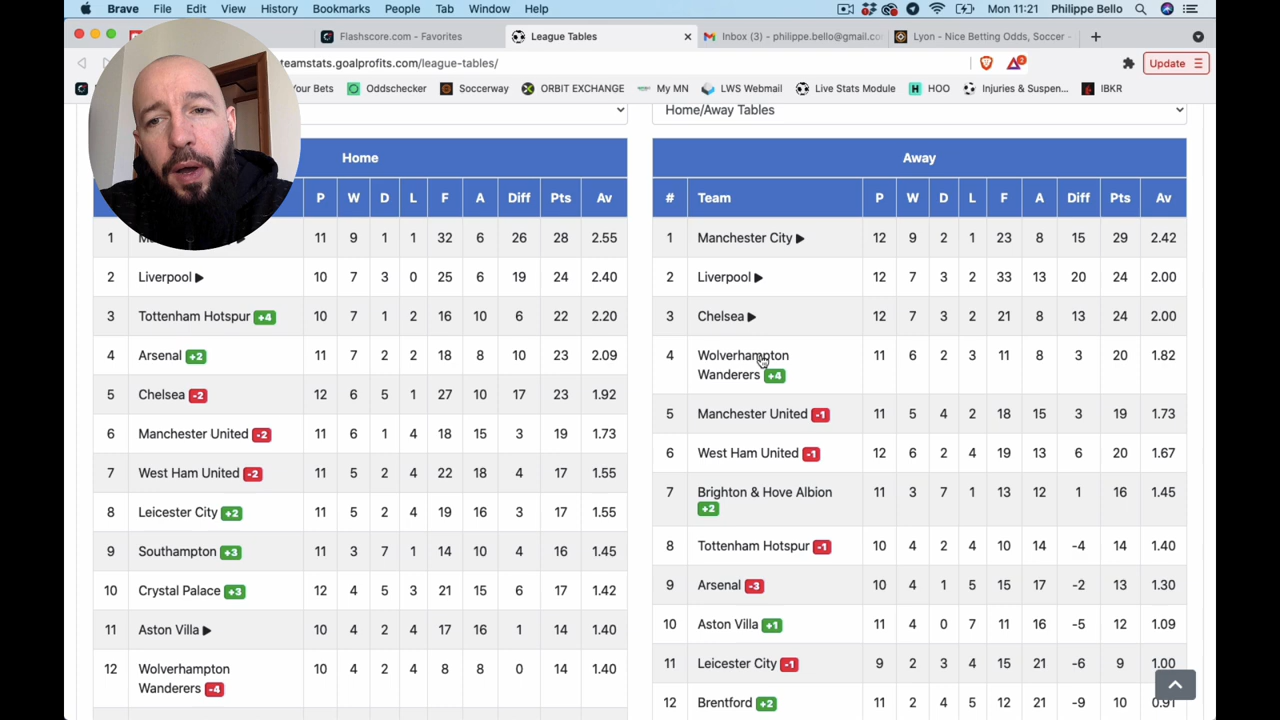 Brave File Edit View History Bookmarks People Tab Window Help Mon 11:21 Philippe Bello
Flashscore.com - Favorites League Tables Inbox (3) - philippe.bello@gmail.co Lyon - Nice Betting Odds, Soccer -
teamstats.goalprofits.com/league-tables/ 2 Update
Your Bets Oddschecker Soccerway ORBIT EXCHANGE My MN LWS Webmail Live Stats Module HOO Injuries & Suspen... IBKR
Home/Away Tables
Home
P W D L F A Diff Pts Av
1 11 9 1 1 32 6 26 28 2.55
2 Liverpool 10 7 3 0 25 6 19 24 2.40
3 Tottenham Hotspur +4 10 7 1 2 16 10 6 22 2.20
4 Arsenal +2 11 7 2 2 18 8 10 23 2.09
5 Chelsea -2 12 6 5 1 27 10 17 23 1.92
6 Manchester United -2 11 6 1 4 18 15 3 19 1.73
7 West Ham United -2 11 5 2 4 22 18 4 17 1.55
8 Leicester City +2 11 5 2 4 19 16 3 17 1.55
9 Southampton +3 11 3 7 1 14 10 4 16 1.45
10 Crystal Palace +3 12 4 5 3 21 15 6 17 1.42
11 Aston Villa 10 4 2 4 17 16 1 14 1.40
12 Wolverhampton 10 4 2 4 8 8 0 14 1.40
Wanderers -4
Away
# Team P W D L F A Diff Pts Av
1 Manchester City 12 9 2 1 23 8 15 29 2.42
2 Liverpool 12 7 3 2 33 13 20 24 2.00
3 Chelsea 12 7 3 2 21 8 13 24 2.00
4 Wolverhampton 11 6 2 3 11 8 3 20 1.82
Wanderers +4
5 Manchester United -1 11 5 4 2 18 15 3 19 1.73
6 West Ham United -1 12 6 2 4 19 13 6 20 1.67
7 Brighton & Hove Albion 11 3 7 1 13 12 1 16 1.45
+2
8 Tottenham Hotspur -1 10 4 2 4 10 14 -4 14 1.40
9 Arsenal -3 10 4 1 5 15 17 -2 13 1.30
10 Aston Villa +1 11 4 0 7 11 16 -5 12 1.09
11 Leicester City -1 9 2 3 4 15 21 -6 9 1.00
12 Brentford +2 11 2 4 5 12 21 -9 10 0.91